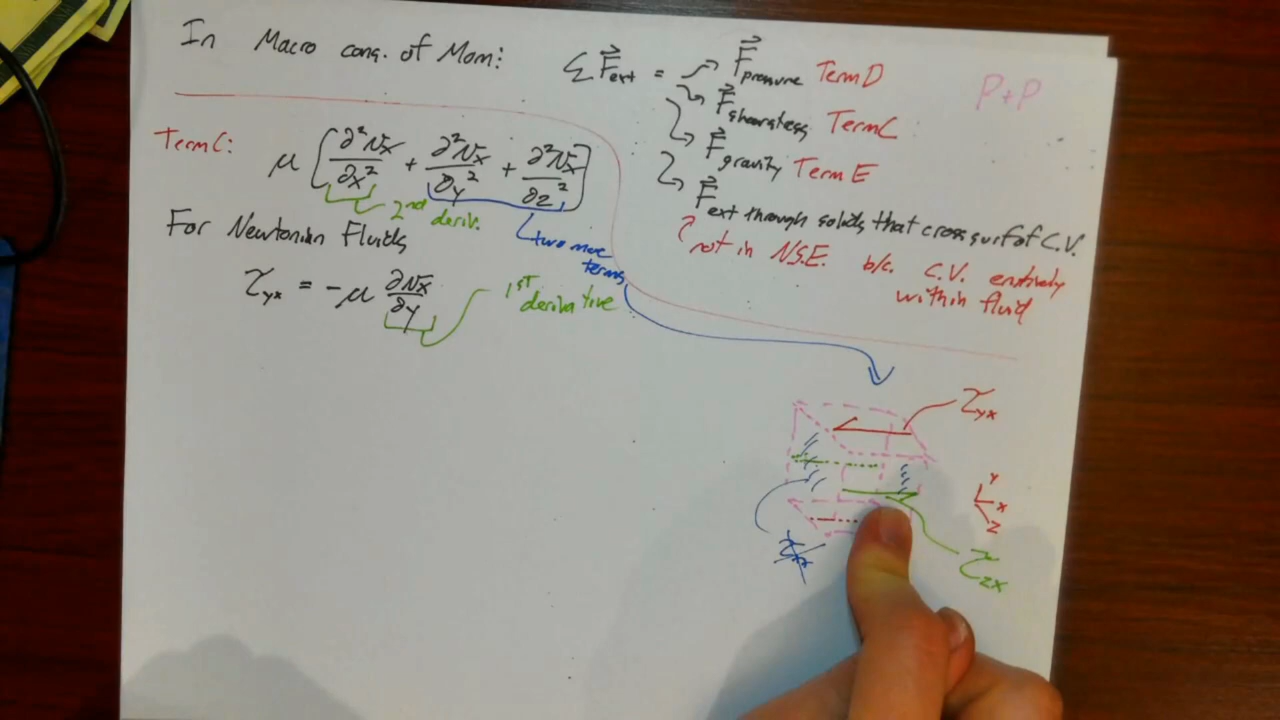 In Macro cons. of Mom: Σ F⃗ext = F⃗pressure Term D
P+P
F⃗shear stress Term C
F⃗gravity Term E
F⃗ext through solids that cross surf of C.V.
not in N.S.E. b/c. C.V. entirely within fluid
Term C: μ [∂²vx/∂x² + ∂²vx/∂y² + ∂²vx/∂z²]
2nd deriv.
two more terms
For Newtonian Fluids
τyx = -μ ∂vx/∂y
1st derivative
τyx
Y
X
Z
τzx